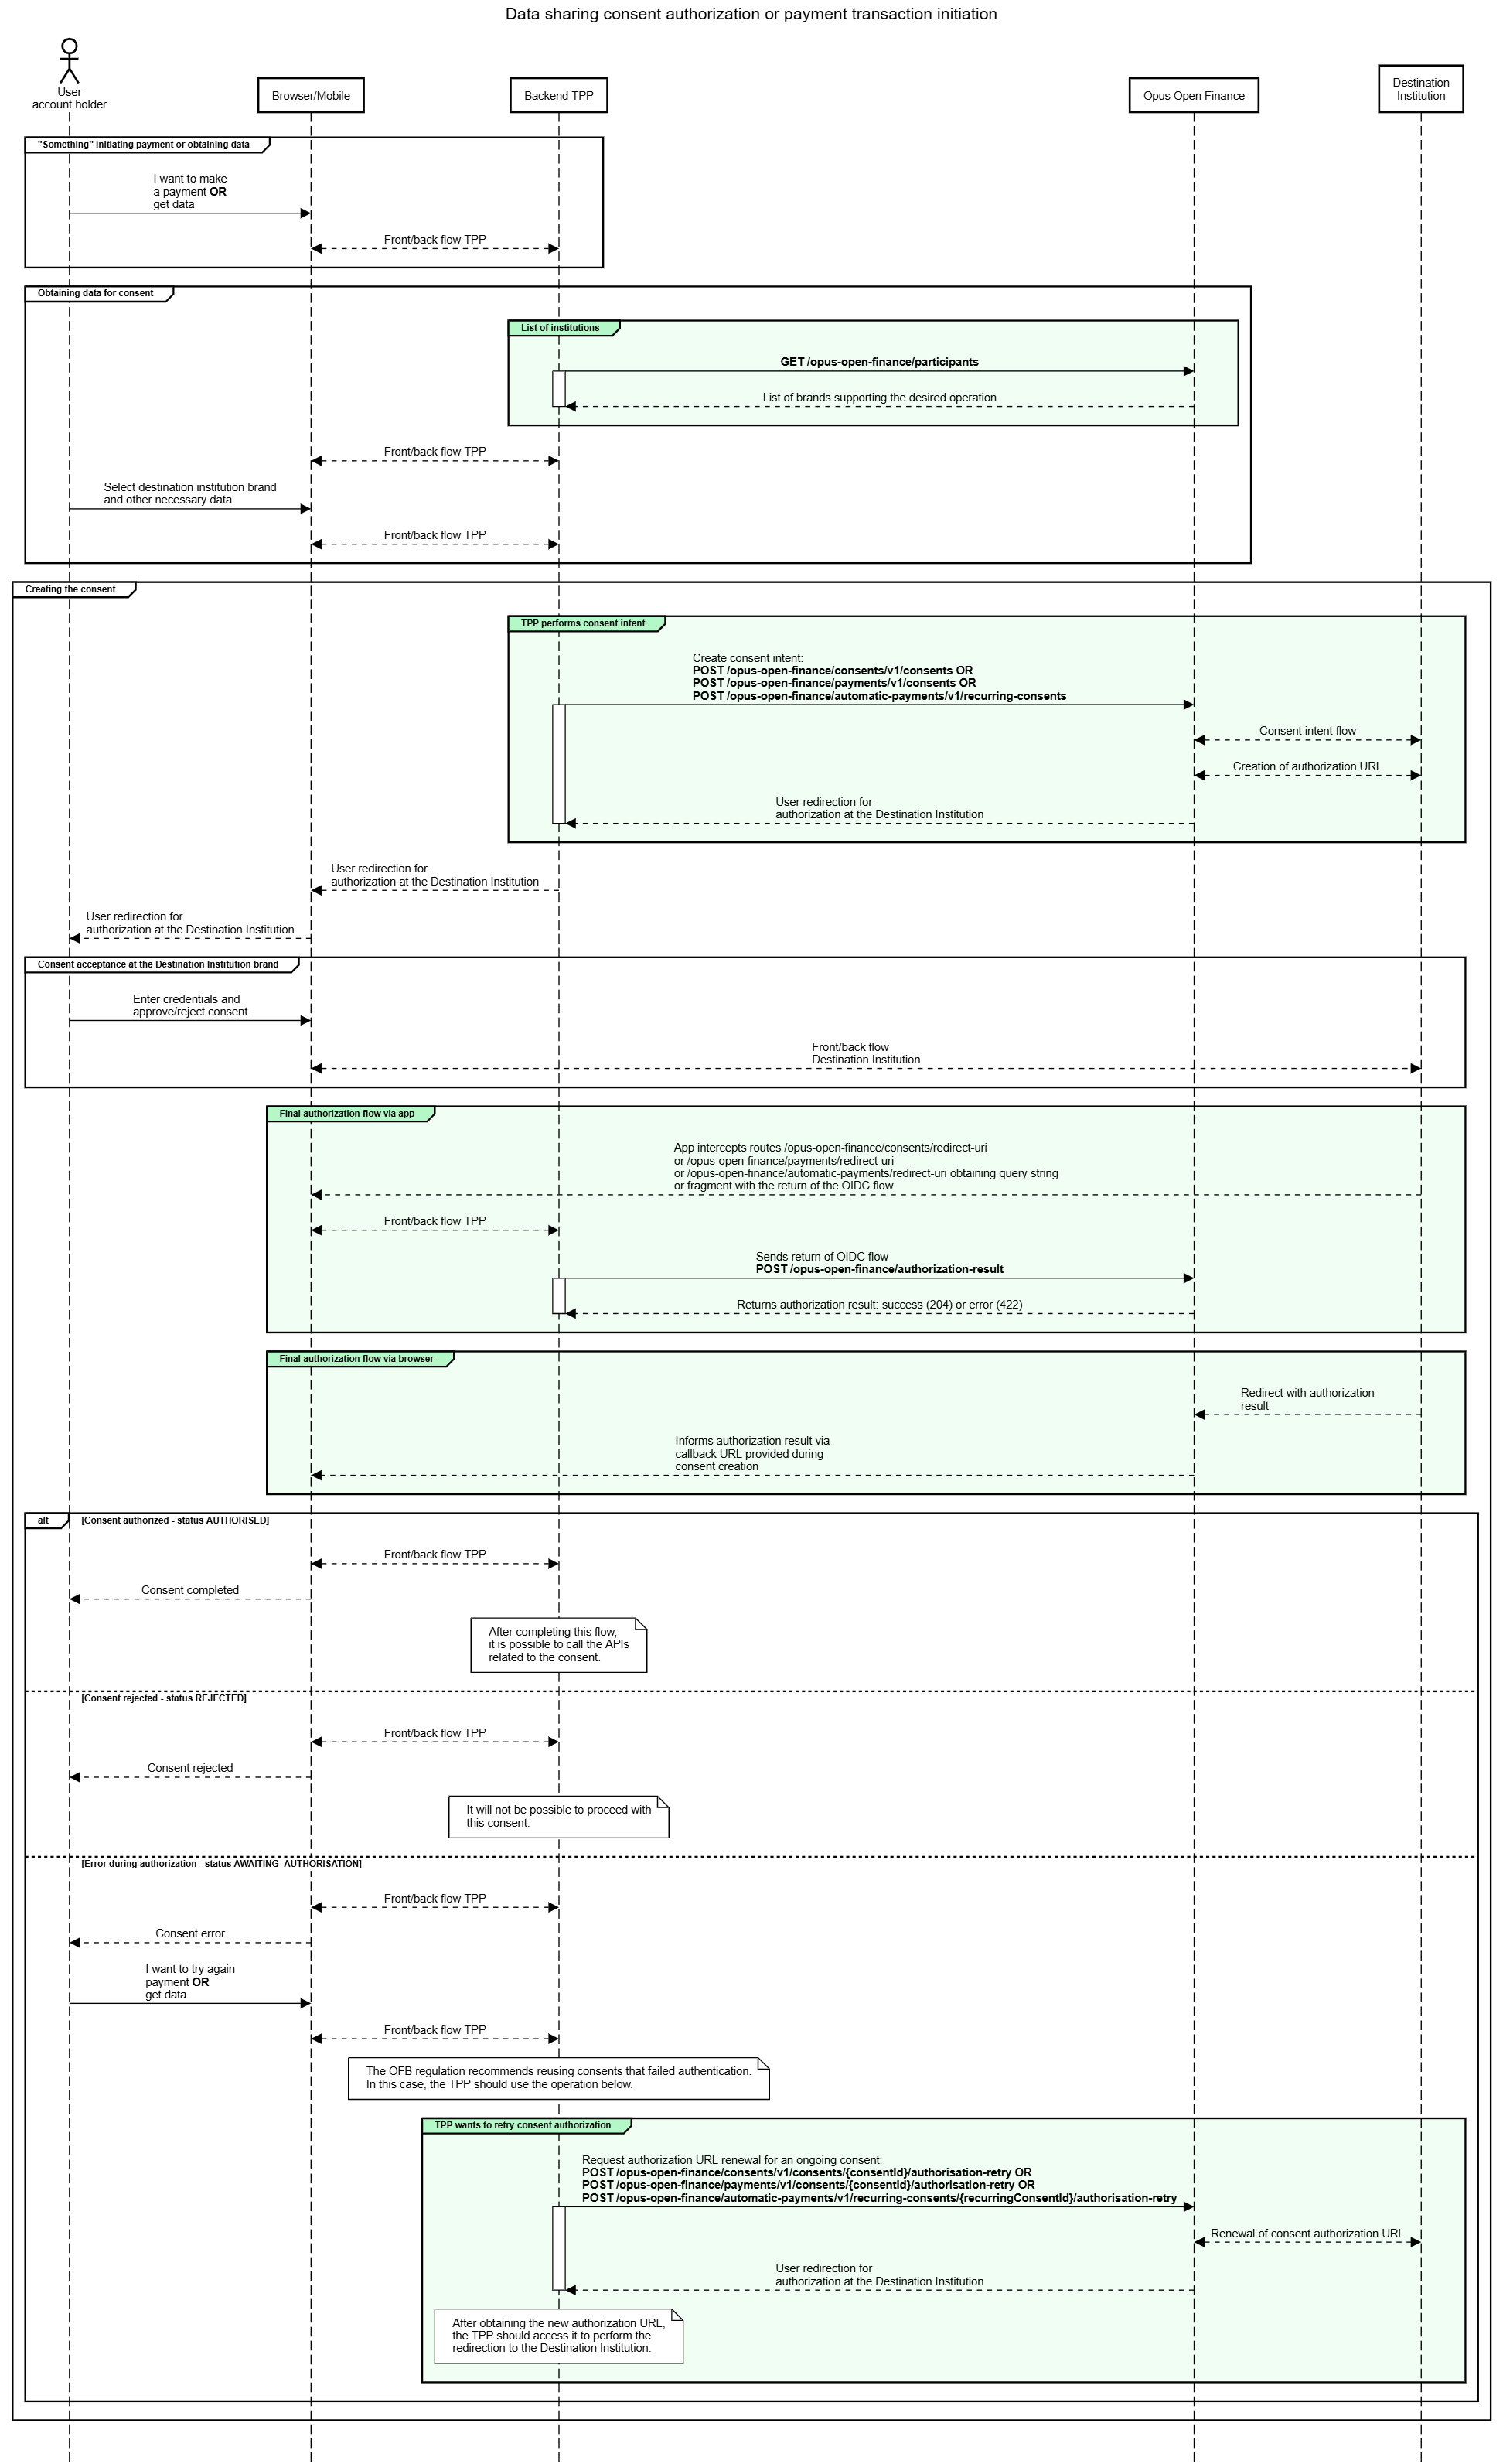 Data sharing consent authorization or payment transaction initiation
User
account holder
Browser/Mobile
Backend TPP
Opus Open Finance
Destination
Institution
"Something" initiating payment or obtaining data
I want to make
a payment OR
get data
Front/back flow TPP
Obtaining data for consent
List of institutions
GET /opus-open-finance/participants
List of brands supporting the desired operation
Front/back flow TPP
Select destination institution brand
and other necessary data
Front/back flow TPP
Creating the consent
TPP performs consent intent
Create consent intent:
POST /opus-open-finance/consents/v1/consents OR
POST /opus-open-finance/payments/v1/consents OR
POST /opus-open-finance/automatic-payments/v1/recurring-consents
Consent intent flow
Creation of authorization URL
User redirection for
authorization at the Destination Institution
User redirection for
authorization at the Destination Institution
User redirection for
authorization at the Destination Institution
Consent acceptance at the Destination Institution brand
Enter credentials and
approve/reject consent
Front/back flow
Destination Institution
Final authorization flow via app
App intercepts routes /opus-open-finance/consents/redirect-uri
or /opus-open-finance/payments/redirect-uri
or /opus-open-finance/automatic-payments/redirect-uri obtaining query string
or fragment with the return of the OIDC flow
Front/back flow TPP
Sends return of OIDC flow
POST /opus-open-finance/authorization-result
Returns authorization result: success (204) or error (422)
Final authorization flow via browser
Redirect with authorization
result
Informs authorization result via
callback URL provided during
consent creation
alt
[Consent authorized - status AUTHORISED]
Front/back flow TPP
Consent completed
After completing this flow,
it is possible to call the APIs
related to the consent.
[Consent rejected - status REJECTED]
Front/back flow TPP
Consent rejected
It will not be possible to proceed with
this consent.
[Error during authorization - status AWAITING_AUTHORISATION]
Front/back flow TPP
Consent error
I want to try again
payment OR
get data
Front/back flow TPP
The OFB regulation recommends reusing consents that failed authentication.
In this case, the TPP should use the operation below.
TPP wants to retry consent authorization
Request authorization URL renewal for an ongoing consent:
POST /opus-open-finance/consents/v1/consents/{consentId}/authorisation-retry OR
POST /opus-open-finance/payments/v1/consents/{consentId}/authorisation-retry OR
POST /opus-open-finance/automatic-payments/v1/recurring-consents/{recurringConsentId}/authorisation-retry
Renewal of consent authorization URL
User redirection for
authorization at the Destination Institution
After obtaining the new authorization URL,
the TPP should access it to perform the
redirection to the Destination Institution.